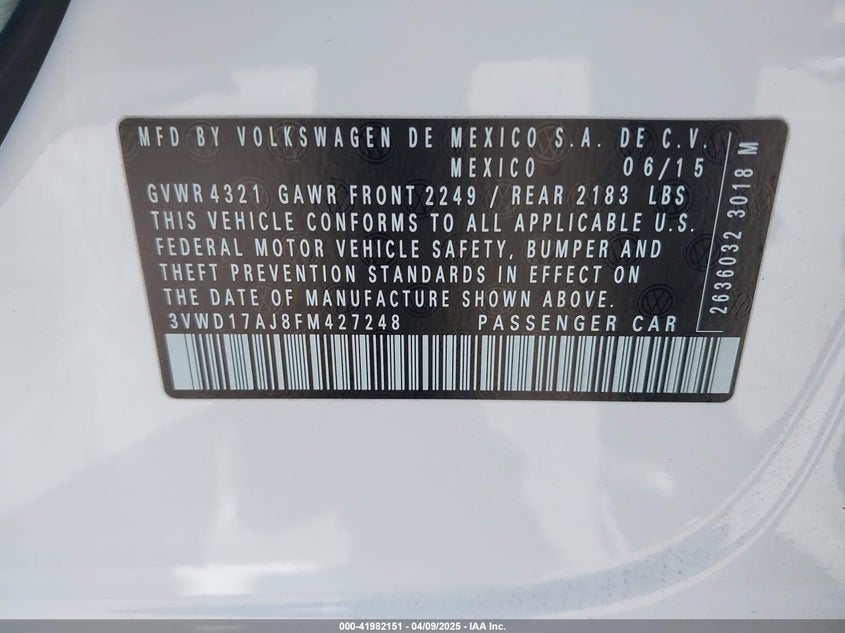 MFD BY VOLKSWAGEN DE MEXICO S.A. DE C.V.
MEXICO 06/15
GVWR 4321 GAWR FRONT 2249 / REAR 2183 LBS
THIS VEHICLE CONFORMS TO ALL APPLICABLE U.S.
FEDERAL MOTOR VEHICLE SAFETY, BUMPER AND
THEFT PREVENTION STANDARDS IN EFFECT ON
THE DATE OF MANUFACTURE SHOWN ABOVE.
3VWD17AJ8FM427248 PASSENGER CAR
2636032 3018 M
000-41982151 - 04/09/2025 - IAA Inc.